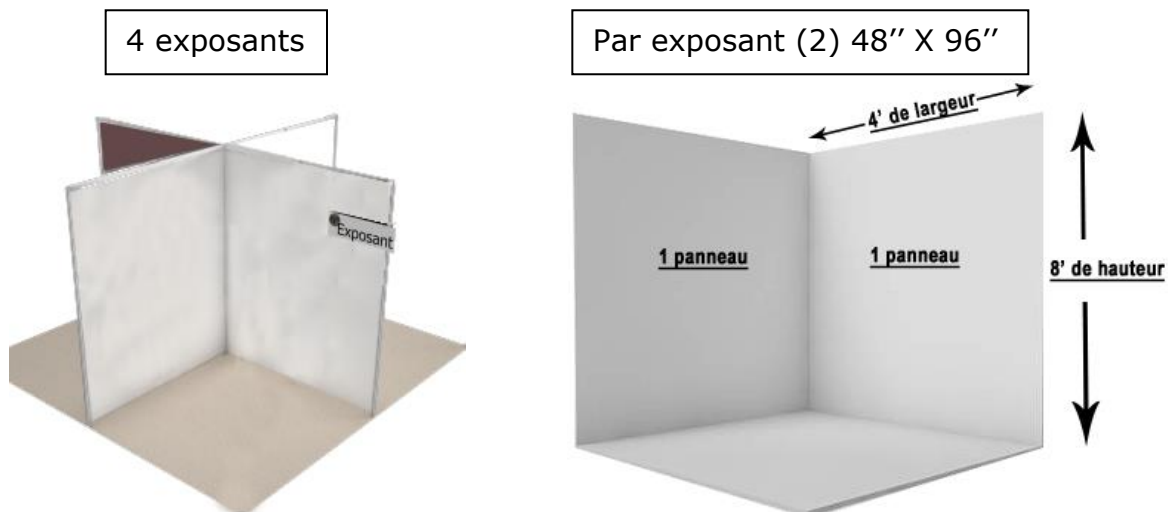 4 exposants
Par exposant (2) 48’’ X 96’’
4' de largeur
Exposant
1 panneau
1 panneau
8' de hauteur